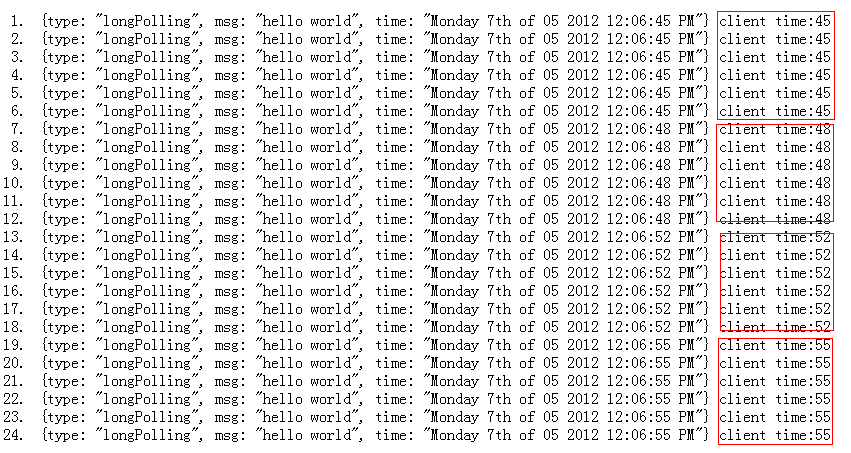 1. {type: "longPolling", msg: "hello world", time: "Monday 7th of 05 2012 12:06:45 PM"} client time:45
2. {type: "longPolling", msg: "hello world", time: "Monday 7th of 05 2012 12:06:45 PM"} client time:45
3. {type: "longPolling", msg: "hello world", time: "Monday 7th of 05 2012 12:06:45 PM"} client time:45
4. {type: "longPolling", msg: "hello world", time: "Monday 7th of 05 2012 12:06:45 PM"} client time:45
5. {type: "longPolling", msg: "hello world", time: "Monday 7th of 05 2012 12:06:45 PM"} client time:45
6. {type: "longPolling", msg: "hello world", time: "Monday 7th of 05 2012 12:06:45 PM"} client time:45
7. {type: "longPolling", msg: "hello world", time: "Monday 7th of 05 2012 12:06:48 PM"} client time:48
8. {type: "longPolling", msg: "hello world", time: "Monday 7th of 05 2012 12:06:48 PM"} client time:48
9. {type: "longPolling", msg: "hello world", time: "Monday 7th of 05 2012 12:06:48 PM"} client time:48
10. {type: "longPolling", msg: "hello world", time: "Monday 7th of 05 2012 12:06:48 PM"} client time:48
11. {type: "longPolling", msg: "hello world", time: "Monday 7th of 05 2012 12:06:48 PM"} client time:48
12. {type: "longPolling", msg: "hello world", time: "Monday 7th of 05 2012 12:06:48 PM"} client time:48
13. {type: "longPolling", msg: "hello world", time: "Monday 7th of 05 2012 12:06:52 PM"} client time:52
14. {type: "longPolling", msg: "hello world", time: "Monday 7th of 05 2012 12:06:52 PM"} client time:52
15. {type: "longPolling", msg: "hello world", time: "Monday 7th of 05 2012 12:06:52 PM"} client time:52
16. {type: "longPolling", msg: "hello world", time: "Monday 7th of 05 2012 12:06:52 PM"} client time:52
17. {type: "longPolling", msg: "hello world", time: "Monday 7th of 05 2012 12:06:52 PM"} client time:52
18. {type: "longPolling", msg: "hello world", time: "Monday 7th of 05 2012 12:06:52 PM"} client time:52
19. {type: "longPolling", msg: "hello world", time: "Monday 7th of 05 2012 12:06:55 PM"} client time:55
20. {type: "longPolling", msg: "hello world", time: "Monday 7th of 05 2012 12:06:55 PM"} client time:55
21. {type: "longPolling", msg: "hello world", time: "Monday 7th of 05 2012 12:06:55 PM"} client time:55
22. {type: "longPolling", msg: "hello world", time: "Monday 7th of 05 2012 12:06:55 PM"} client time:55
23. {type: "longPolling", msg: "hello world", time: "Monday 7th of 05 2012 12:06:55 PM"} client time:55
24. {type: "longPolling", msg: "hello world", time: "Monday 7th of 05 2012 12:06:55 PM"} client time:55